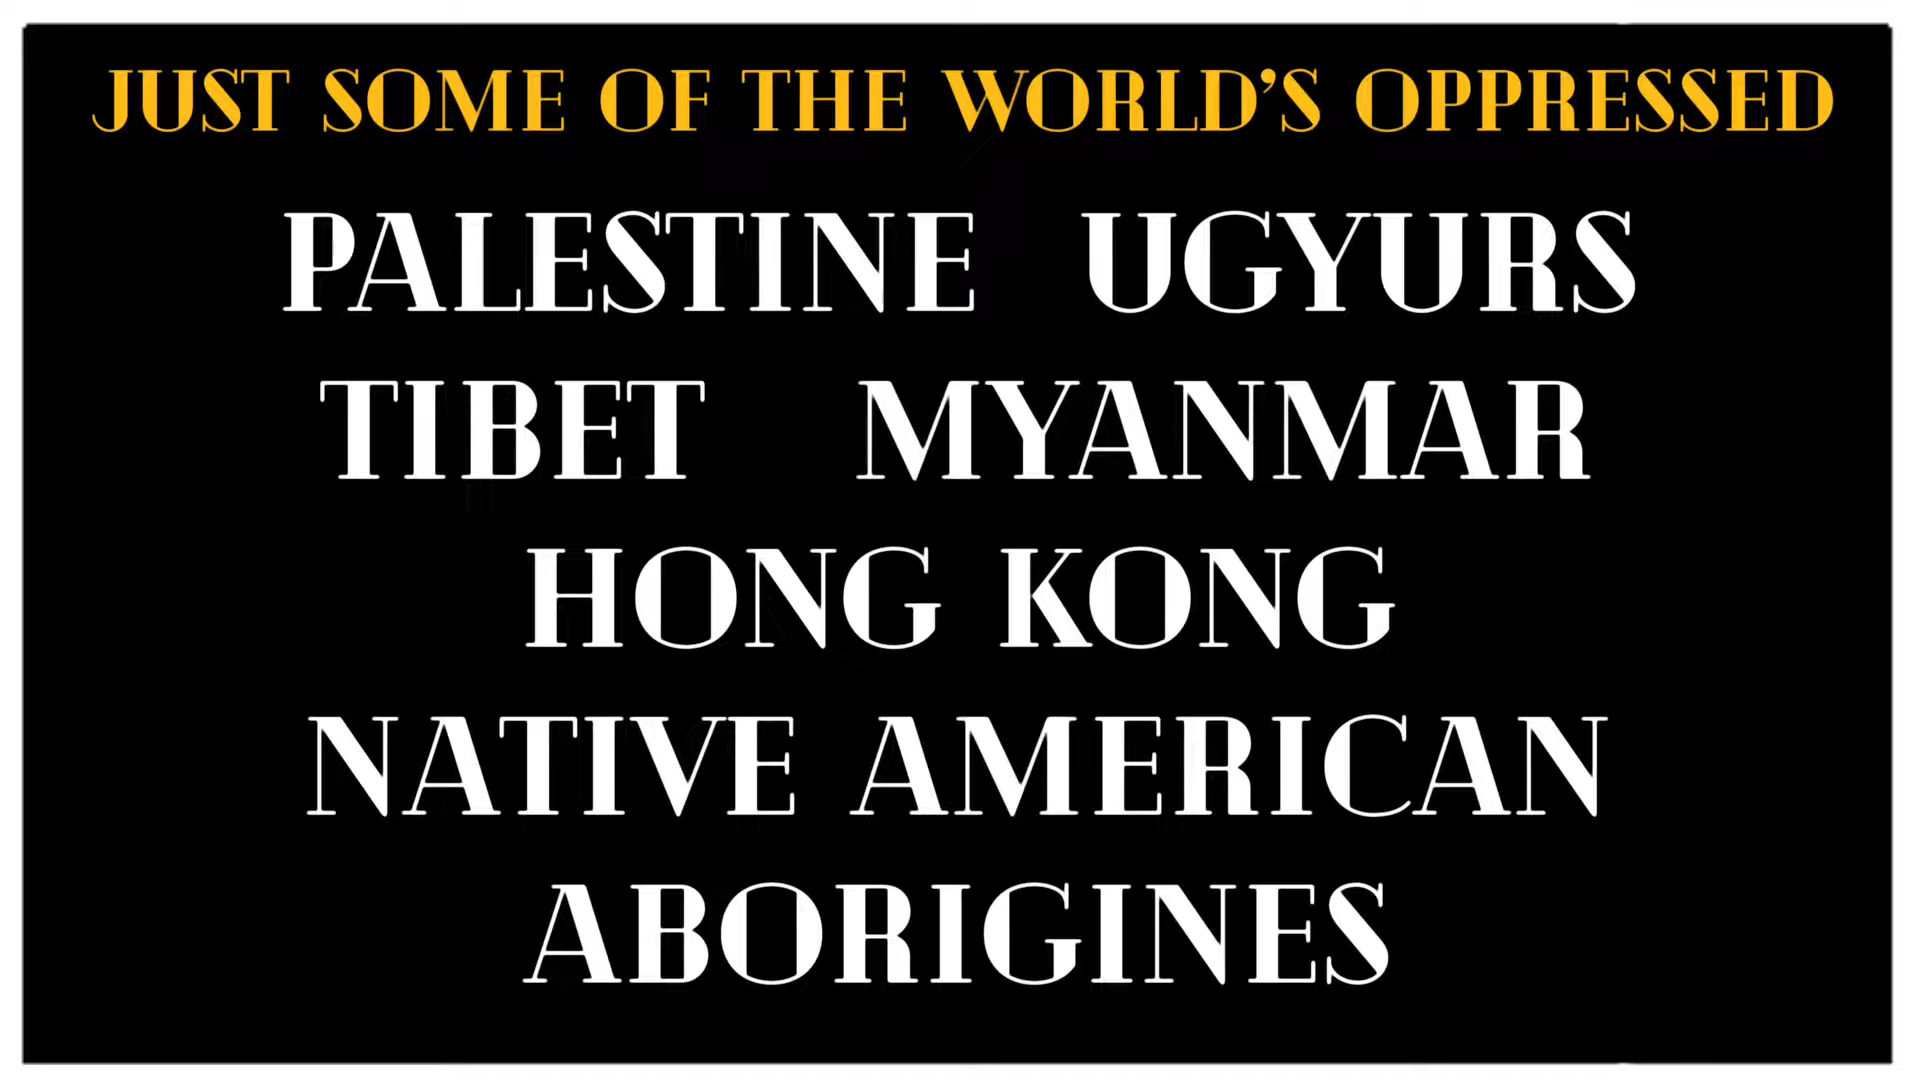 JUST SOME OF THE WORLD'S OPPRESSED
PALESTINE UGYURS
TIBET MYANMAR
HONG KONG
NATIVE AMERICAN
ABORIGINES